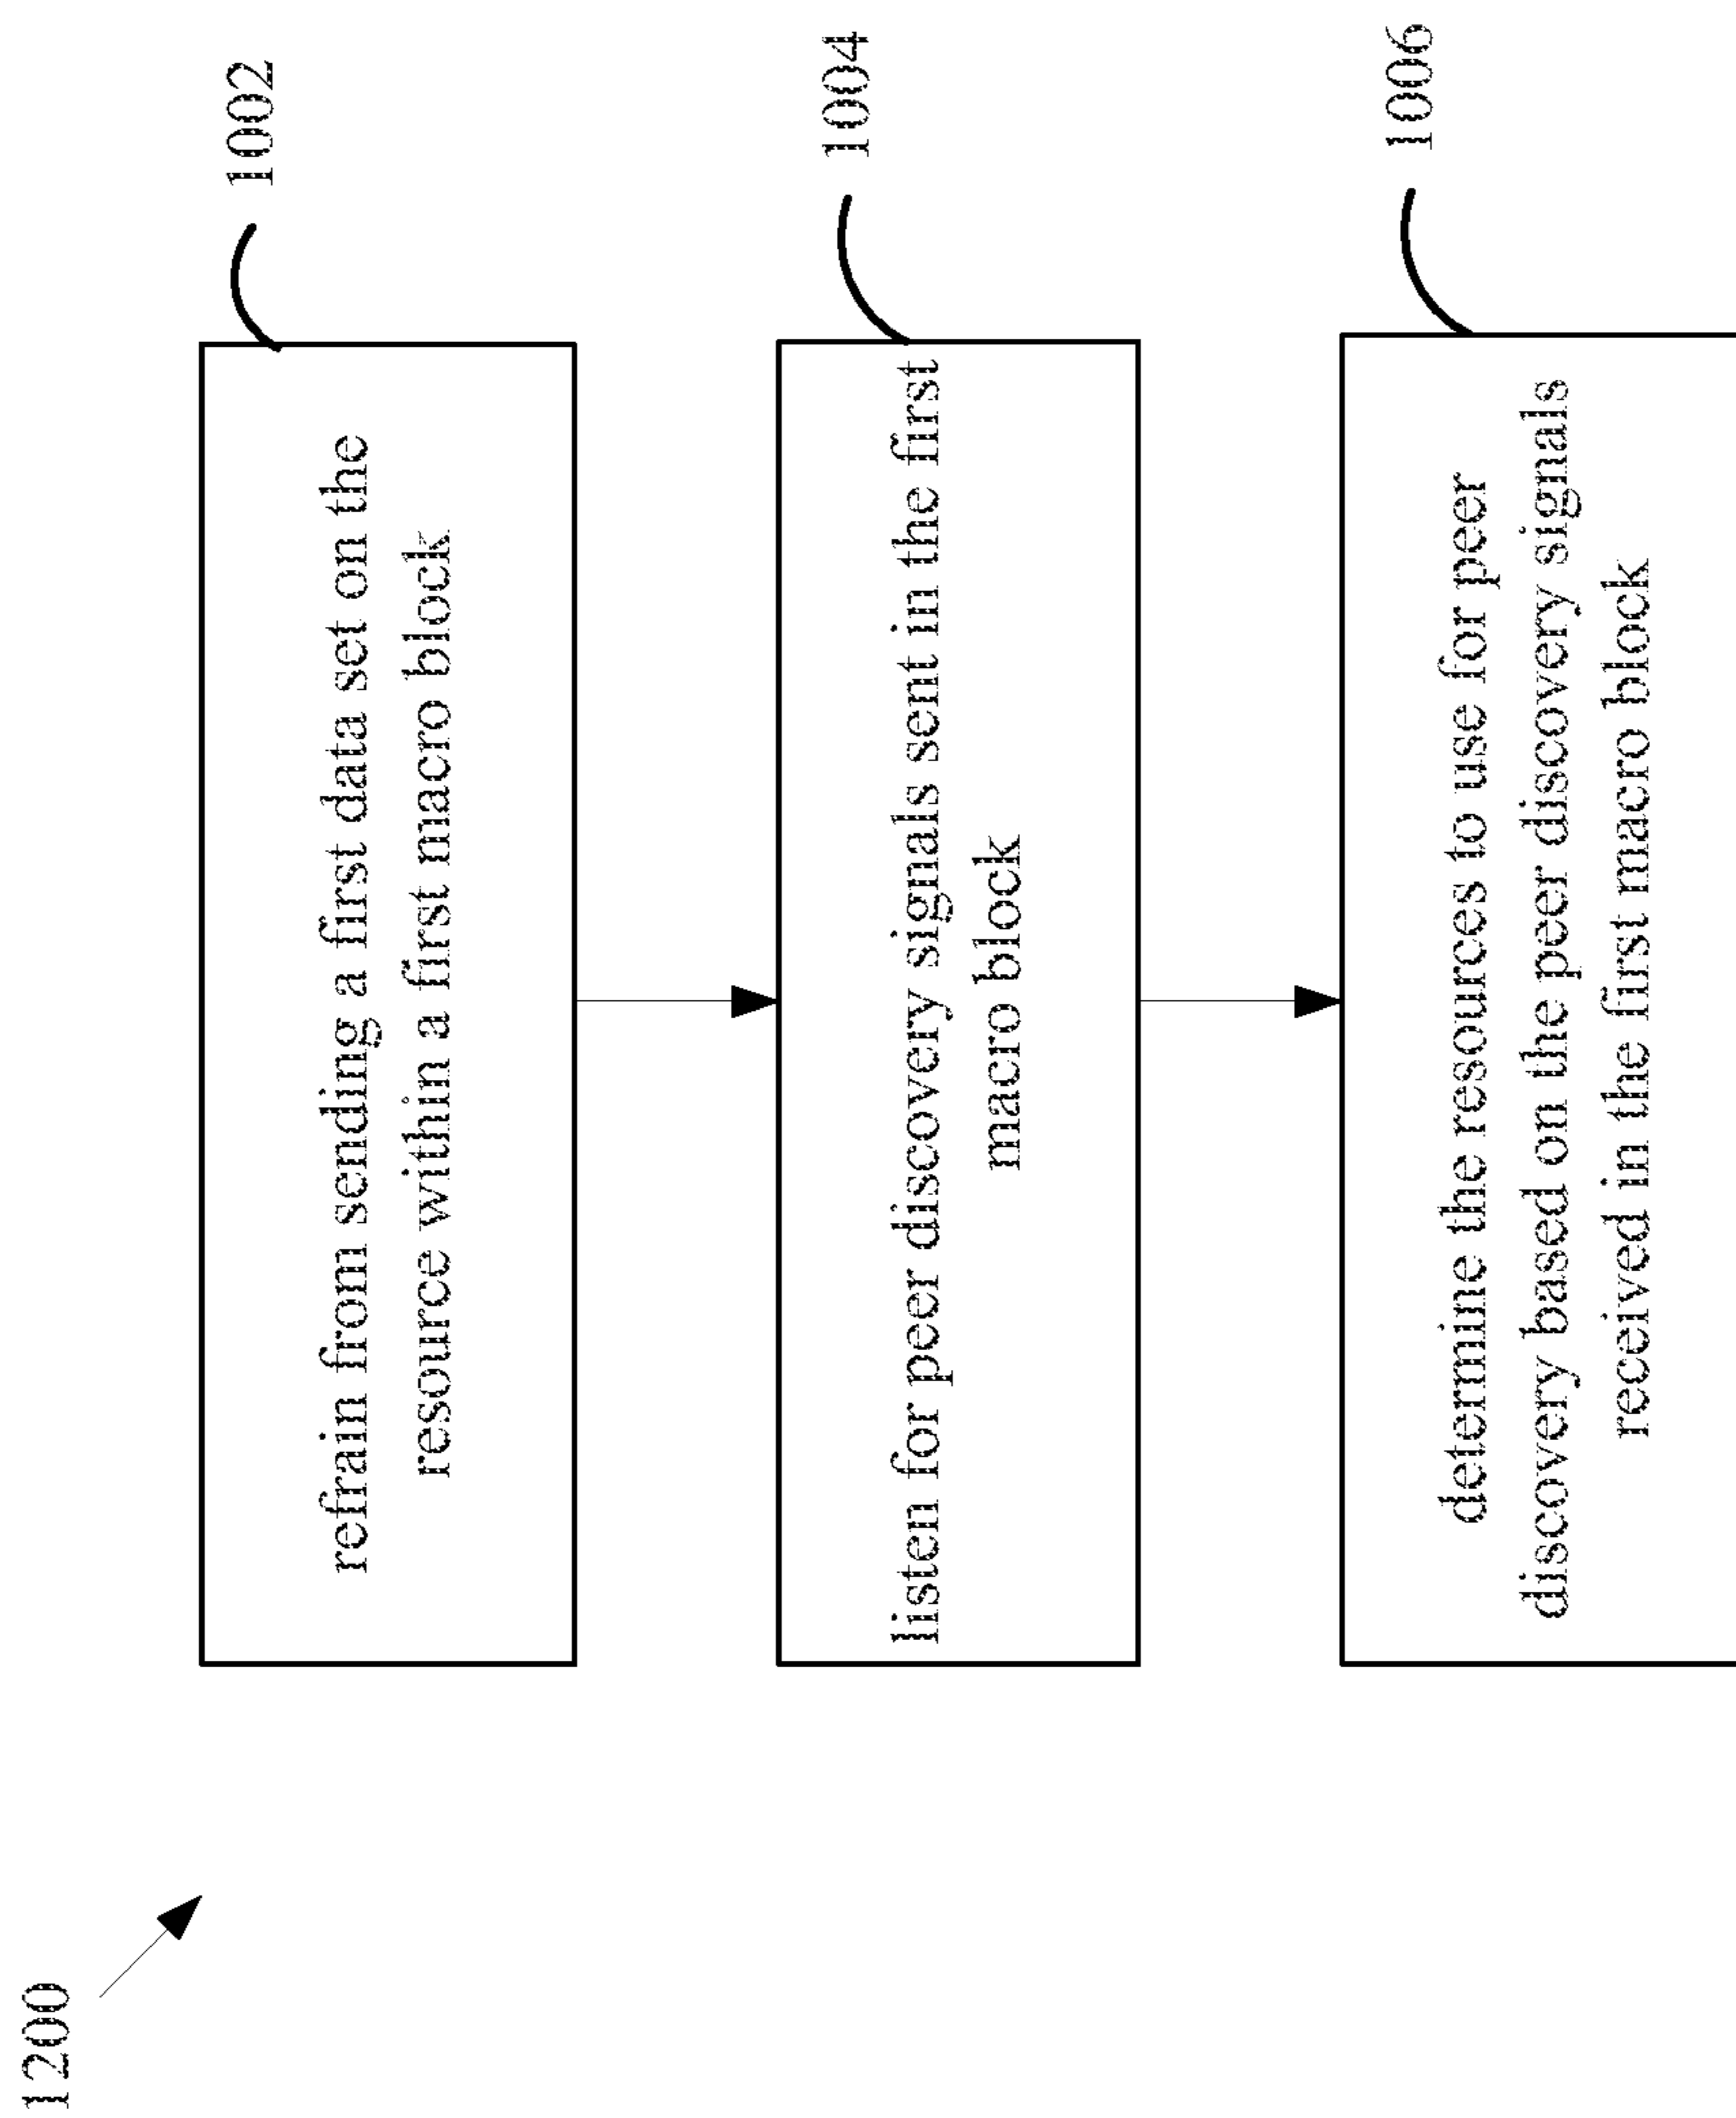 1200
1002
refrain from sending a first data set on the
resource within a first macro block
1004
listen for peer discovery signals sent in the first
macro block
1006
determine the resources to use for peer
discovery based on the peer discovery signals
received in the first macro block